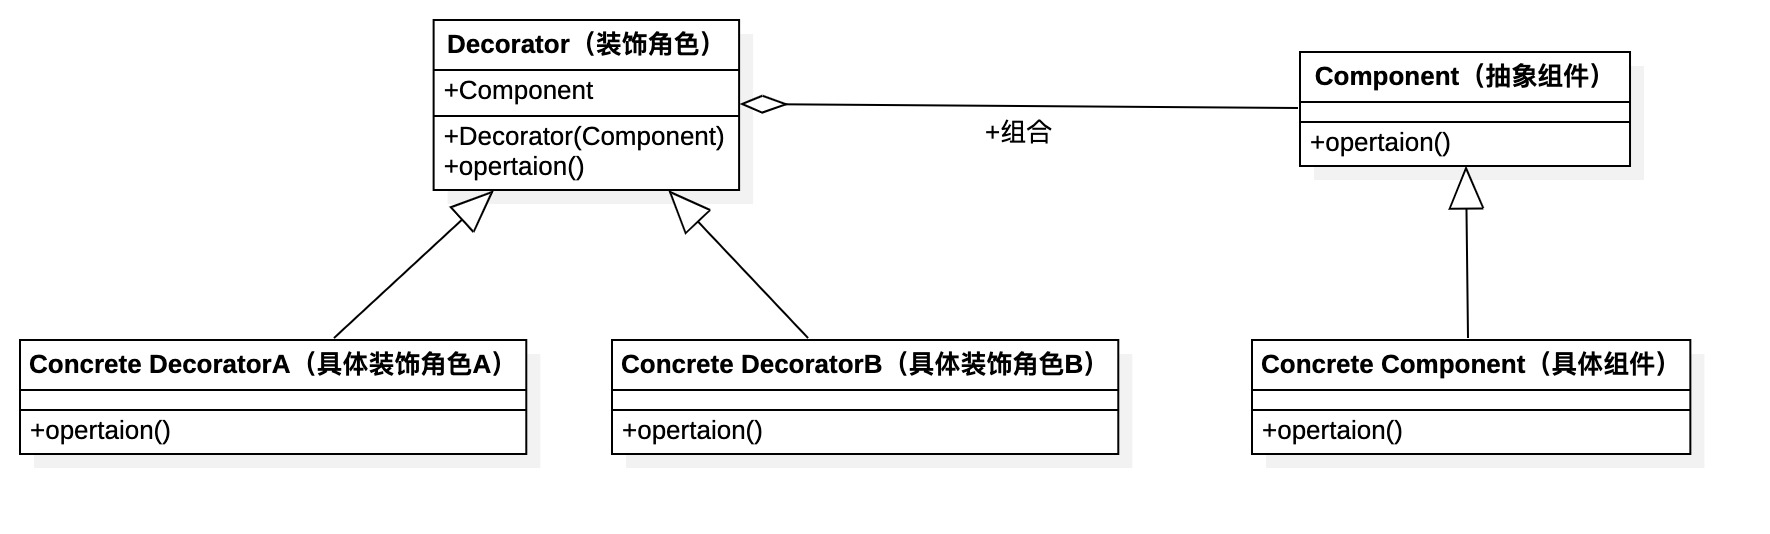 Decorator（装饰角色）
+Component
+Decorator(Component)
+opertaion()
+组合
Component（抽象组件）
+opertaion()
Concrete DecoratorA（具体装饰角色A）
+opertaion()
Concrete DecoratorB（具体装饰角色B）
+opertaion()
Concrete Component（具体组件）
+opertaion()